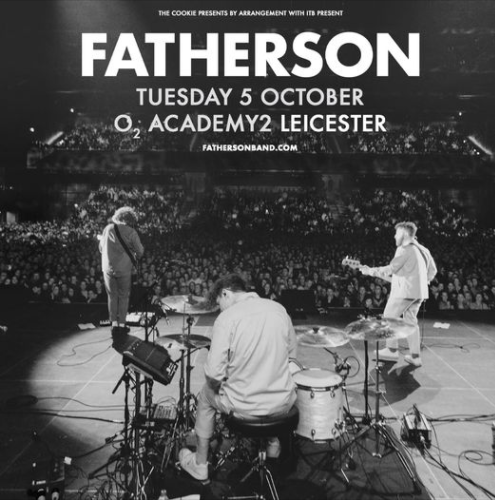 THE COOKIE PRESENTS BY ARRANGEMENT WITH ITB PRESENT
FATHERSON
TUESDAY 5 OCTOBER
O2 ACADEMY2 LEICESTER
FATHERSONBAND.COM